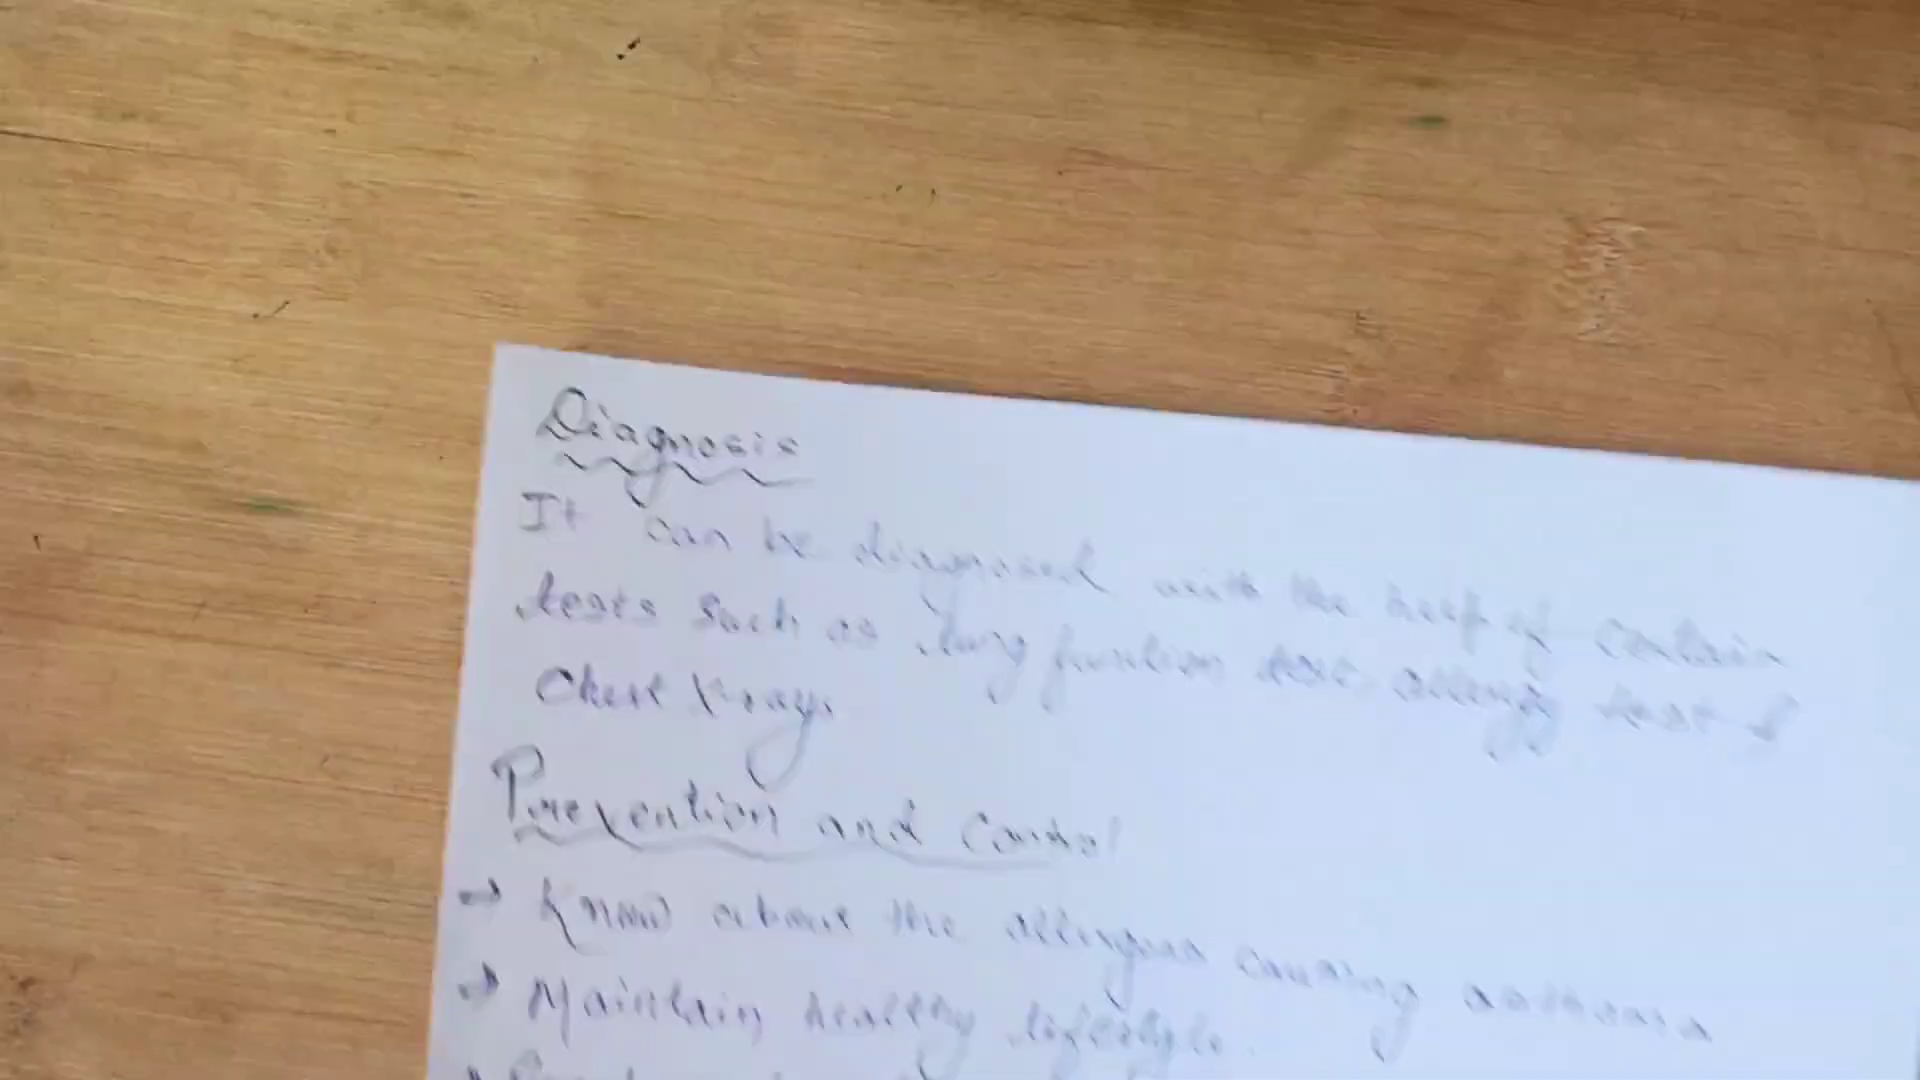 Diagnosis
It can be diagnosed with the help of certain
tests such as lung function test, allergy test &
Chest X-rays.
Prevention and Control
→ Know about the allergens causing asthma
→ Maintain healthy lifestyle.